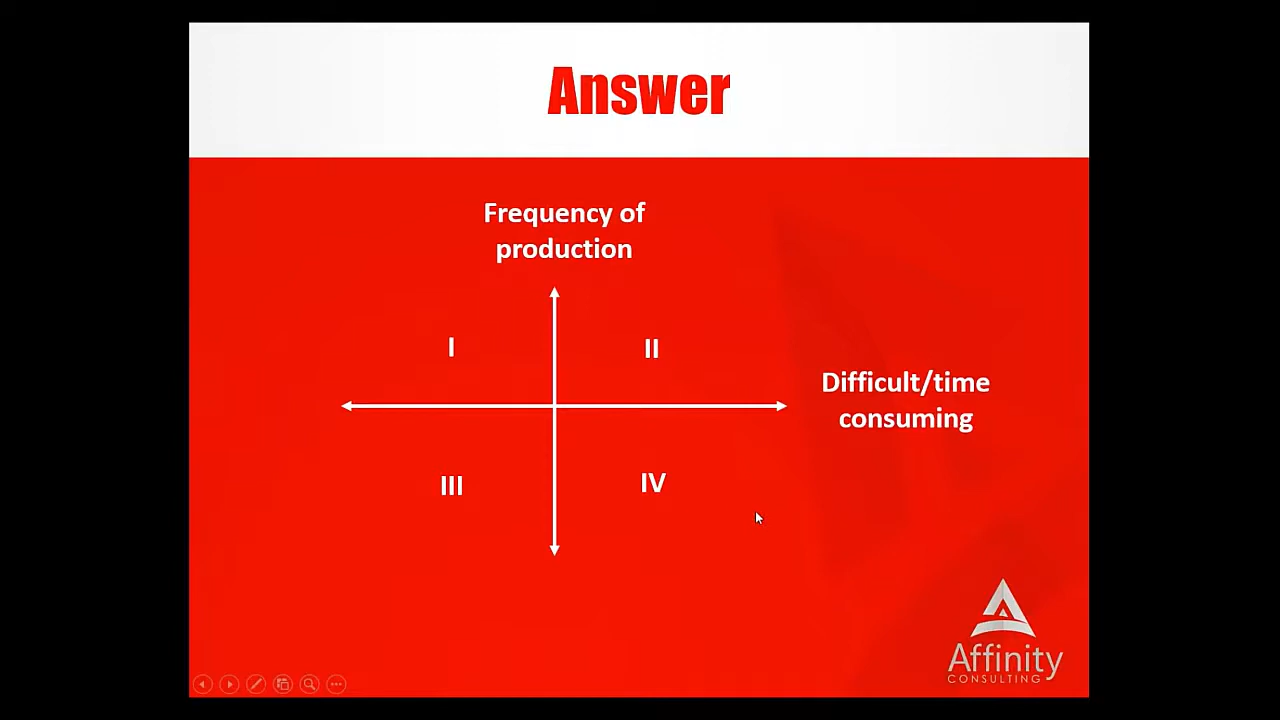 Answer
Frequency of
production
I
II
Difficult/time
consuming
III
IV
Affinity
CONSULTING